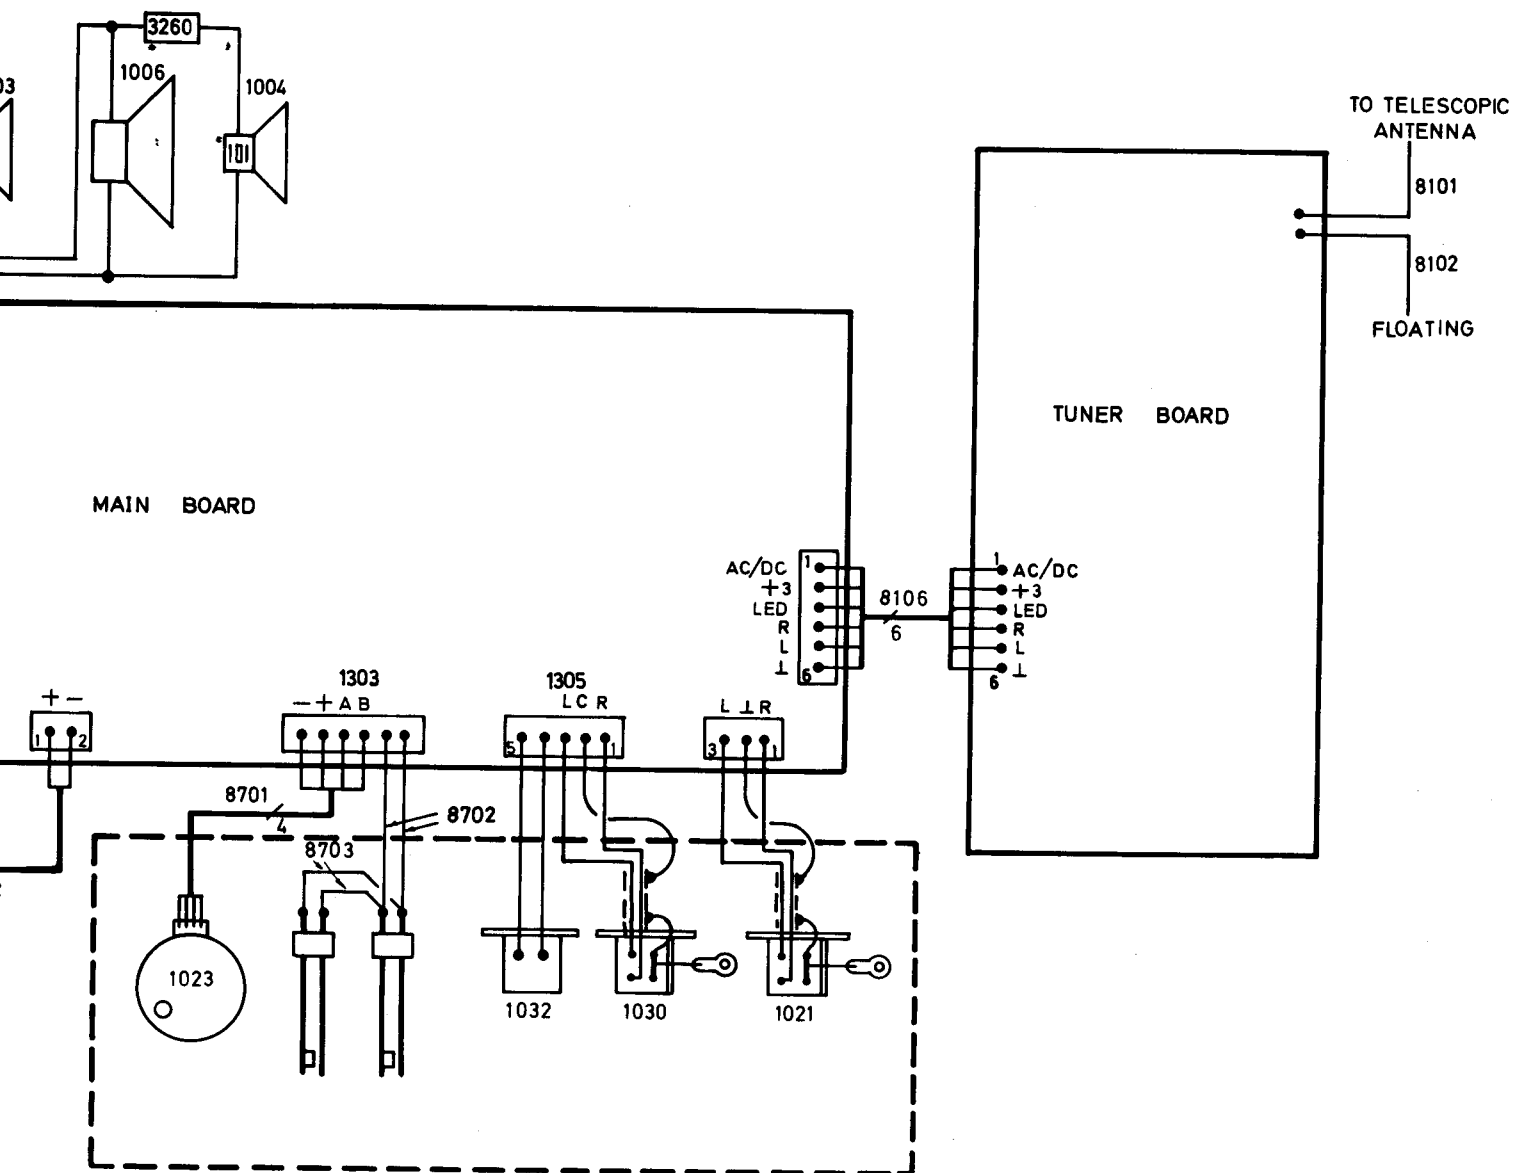 3260
1006
1004
03
TO TELESCOPIC
ANTENNA
8101
8102
FLOATING
TUNER BOARD
MAIN BOARD
1
AC/DC
+3
LED
R
L
⊥
6
8106
6
1
AC/DC
+3
LED
R
L
⊥
6
+ −
1 2
1303
− + A B
1305
L C R
5 1
L ⊥ R
3 1
8701
4
8702
8703
1023
1032
1030
1021